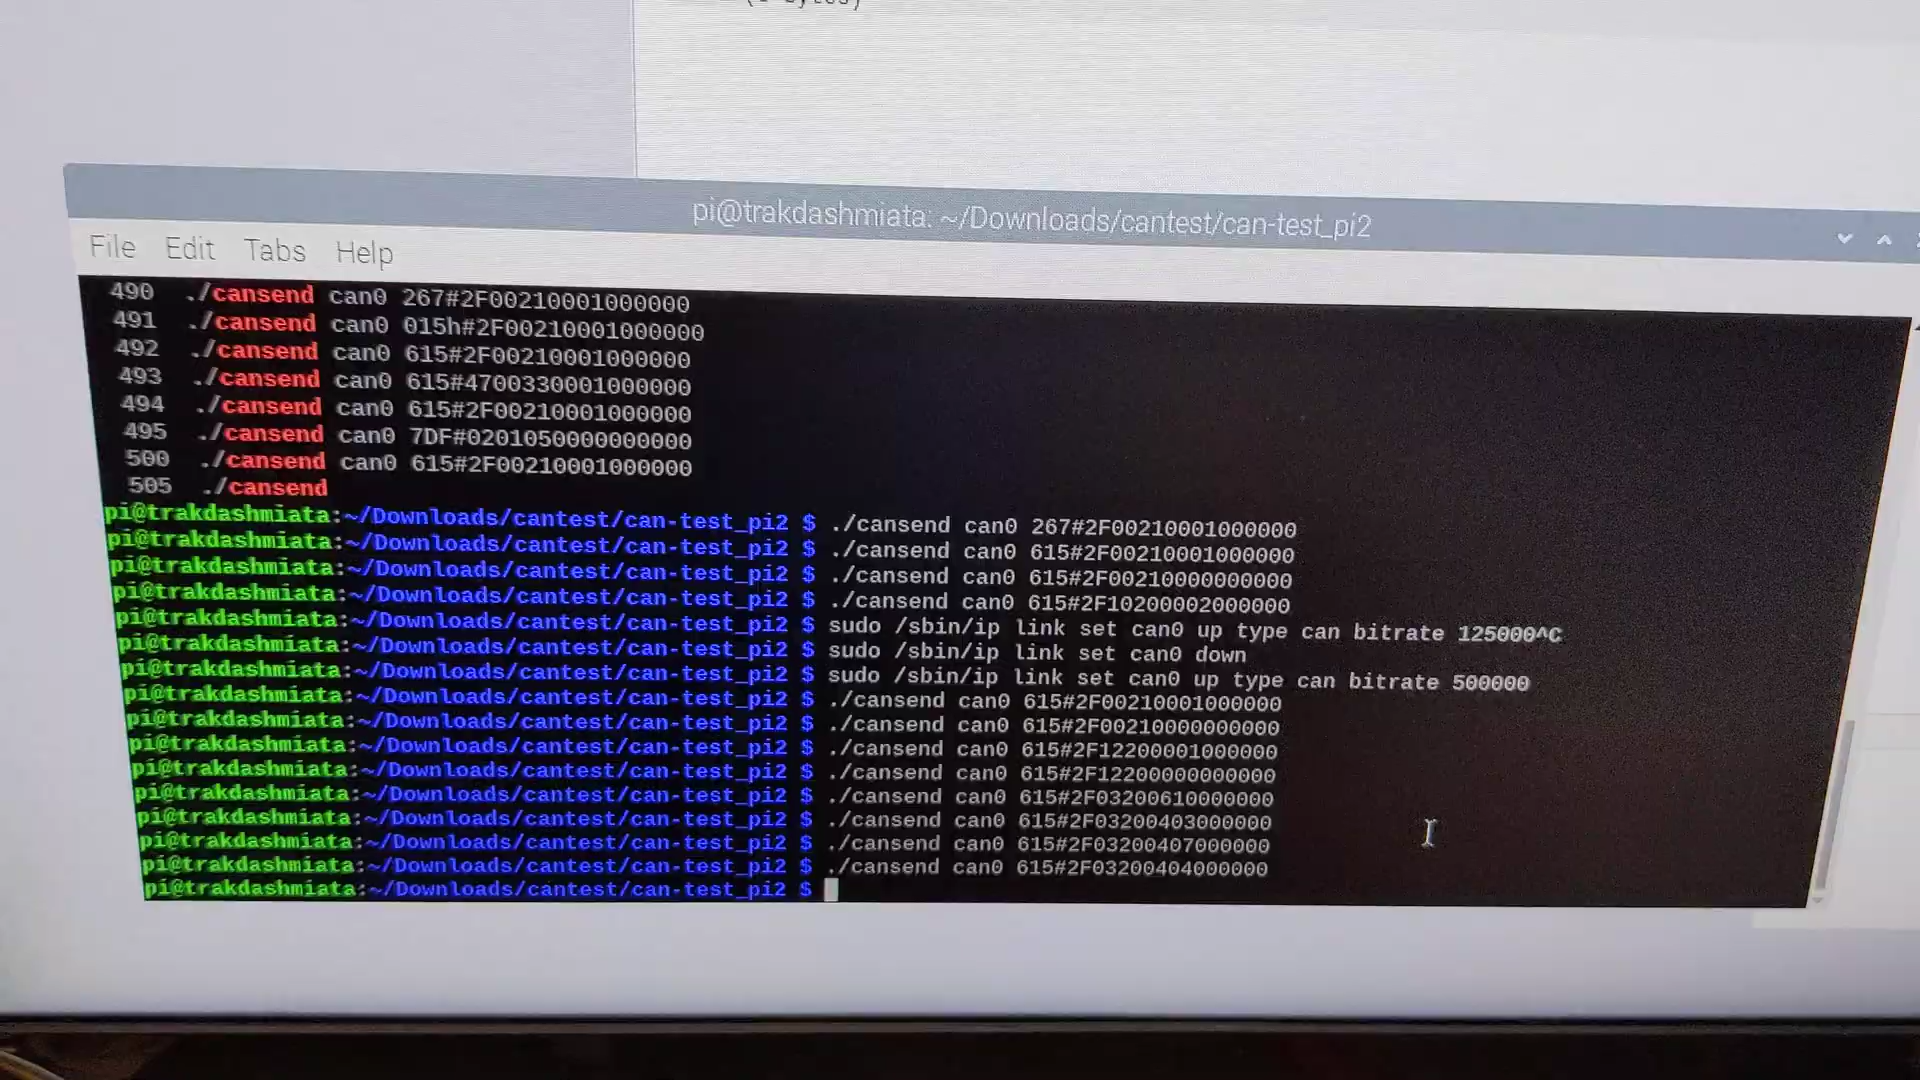 pi@trakdashmiata: ~/Downloads/cantest/can-test_pi2
File Edit Tabs Help
490 ./cansend can0 267#2F00210001000000
491 ./cansend can0 015h#2F00210001000000
492 ./cansend can0 615#2F00210001000000
493 ./cansend can0 615#4700330001000000
494 ./cansend can0 615#2F00210001000000
495 ./cansend can0 7DF#0201050000000000
500 ./cansend can0 615#2F00210001000000
505 ./cansend
pi@trakdashmiata:~/Downloads/cantest/can-test_pi2 $ ./cansend can0 267#2F00210001000000
pi@trakdashmiata:~/Downloads/cantest/can-test_pi2 $ ./cansend can0 615#2F00210001000000
pi@trakdashmiata:~/Downloads/cantest/can-test_pi2 $ ./cansend can0 615#2F00210000000000
pi@trakdashmiata:~/Downloads/cantest/can-test_pi2 $ ./cansend can0 615#2F10200002000000
pi@trakdashmiata:~/Downloads/cantest/can-test_pi2 $ sudo /sbin/ip link set can0 up type can bitrate 125000^C
pi@trakdashmiata:~/Downloads/cantest/can-test_pi2 $ sudo /sbin/ip link set can0 down
pi@trakdashmiata:~/Downloads/cantest/can-test_pi2 $ sudo /sbin/ip link set can0 up type can bitrate 500000
pi@trakdashmiata:~/Downloads/cantest/can-test_pi2 $ ./cansend can0 615#2F00210001000000
pi@trakdashmiata:~/Downloads/cantest/can-test_pi2 $ ./cansend can0 615#2F00210000000000
pi@trakdashmiata:~/Downloads/cantest/can-test_pi2 $ ./cansend can0 615#2F12200001000000
pi@trakdashmiata:~/Downloads/cantest/can-test_pi2 $ ./cansend can0 615#2F12200000000000
pi@trakdashmiata:~/Downloads/cantest/can-test_pi2 $ ./cansend can0 615#2F03200610000000
pi@trakdashmiata:~/Downloads/cantest/can-test_pi2 $ ./cansend can0 615#2F03200403000000
pi@trakdashmiata:~/Downloads/cantest/can-test_pi2 $ ./cansend can0 615#2F03200407000000
pi@trakdashmiata:~/Downloads/cantest/can-test_pi2 $ ./cansend can0 615#2F03200404000000
pi@trakdashmiata:~/Downloads/cantest/can-test_pi2 $